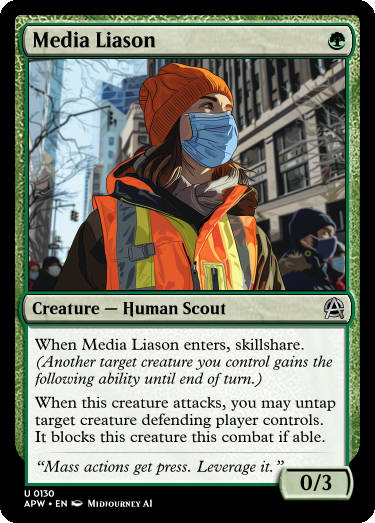 Media Liason
Creature — Human Scout
When Media Liason enters, skillshare.
(Another target creature you control gains the
following ability until end of turn.)
When this creature attacks, you may untap
target creature defending player controls.
It blocks this creature this combat if able.
“Mass actions get press. Leverage it.”
0/3
U 0130
APW • EN Midjourney AI